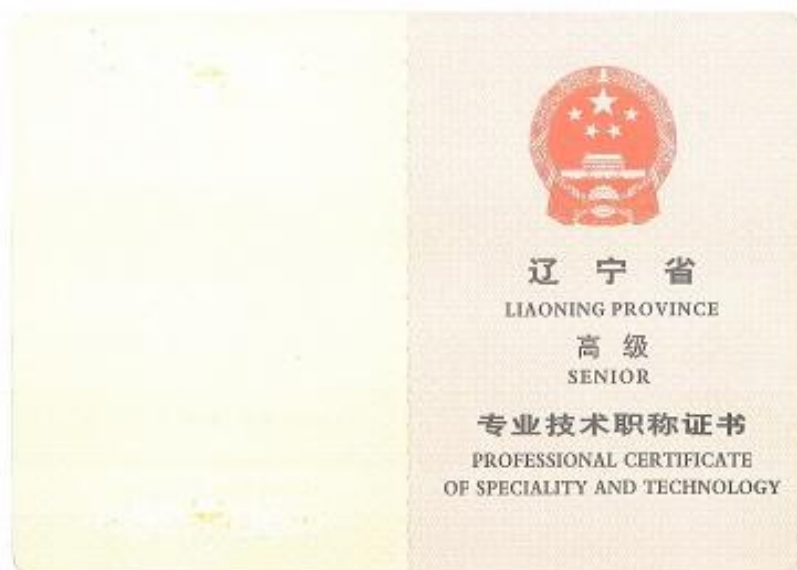 辽宁省
LIAONING PROVINCE
高级
SENIOR
专业技术职称证书
PROFESSIONAL CERTIFICATE
OF SPECIALITY AND TECHNOLOGY